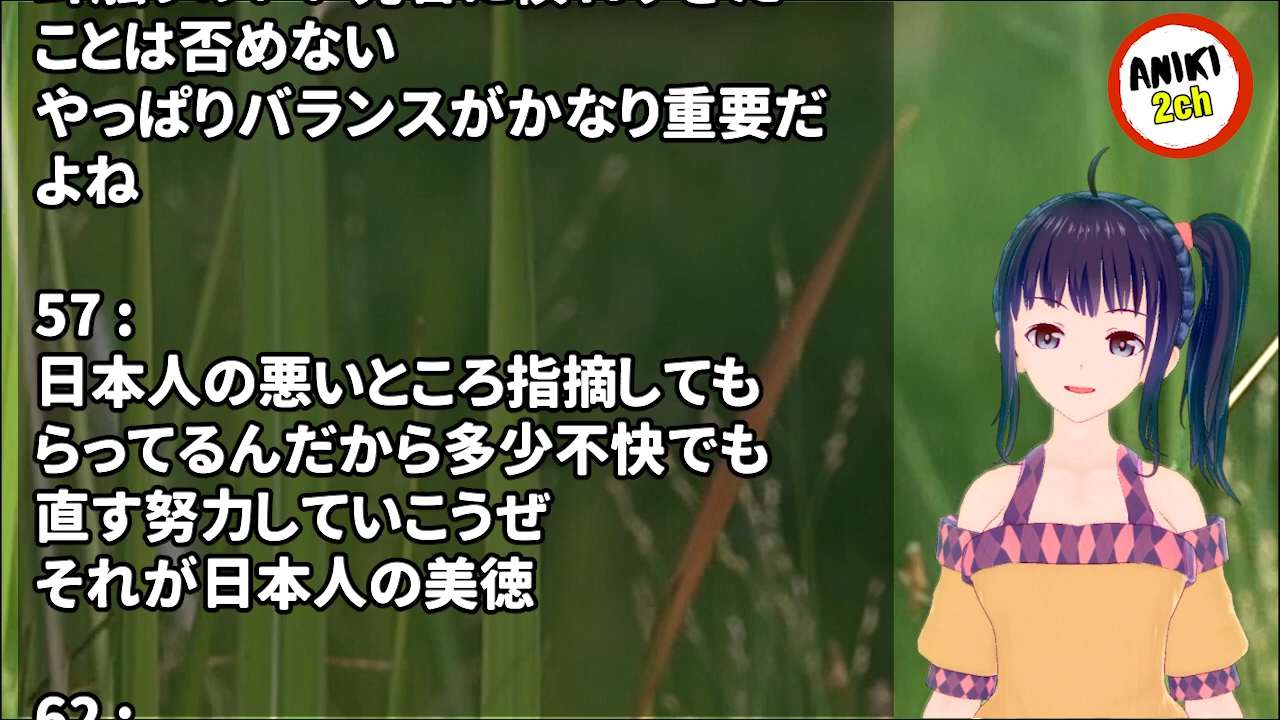 ことは否めない
やっぱりバランスがかなり重要だ
よね
57 :
日本人の悪いところ指摘しても
らってるんだから多少不快でも
直す努力していこうぜ
それが日本人の美徳
62 :
ANIKI
2ch